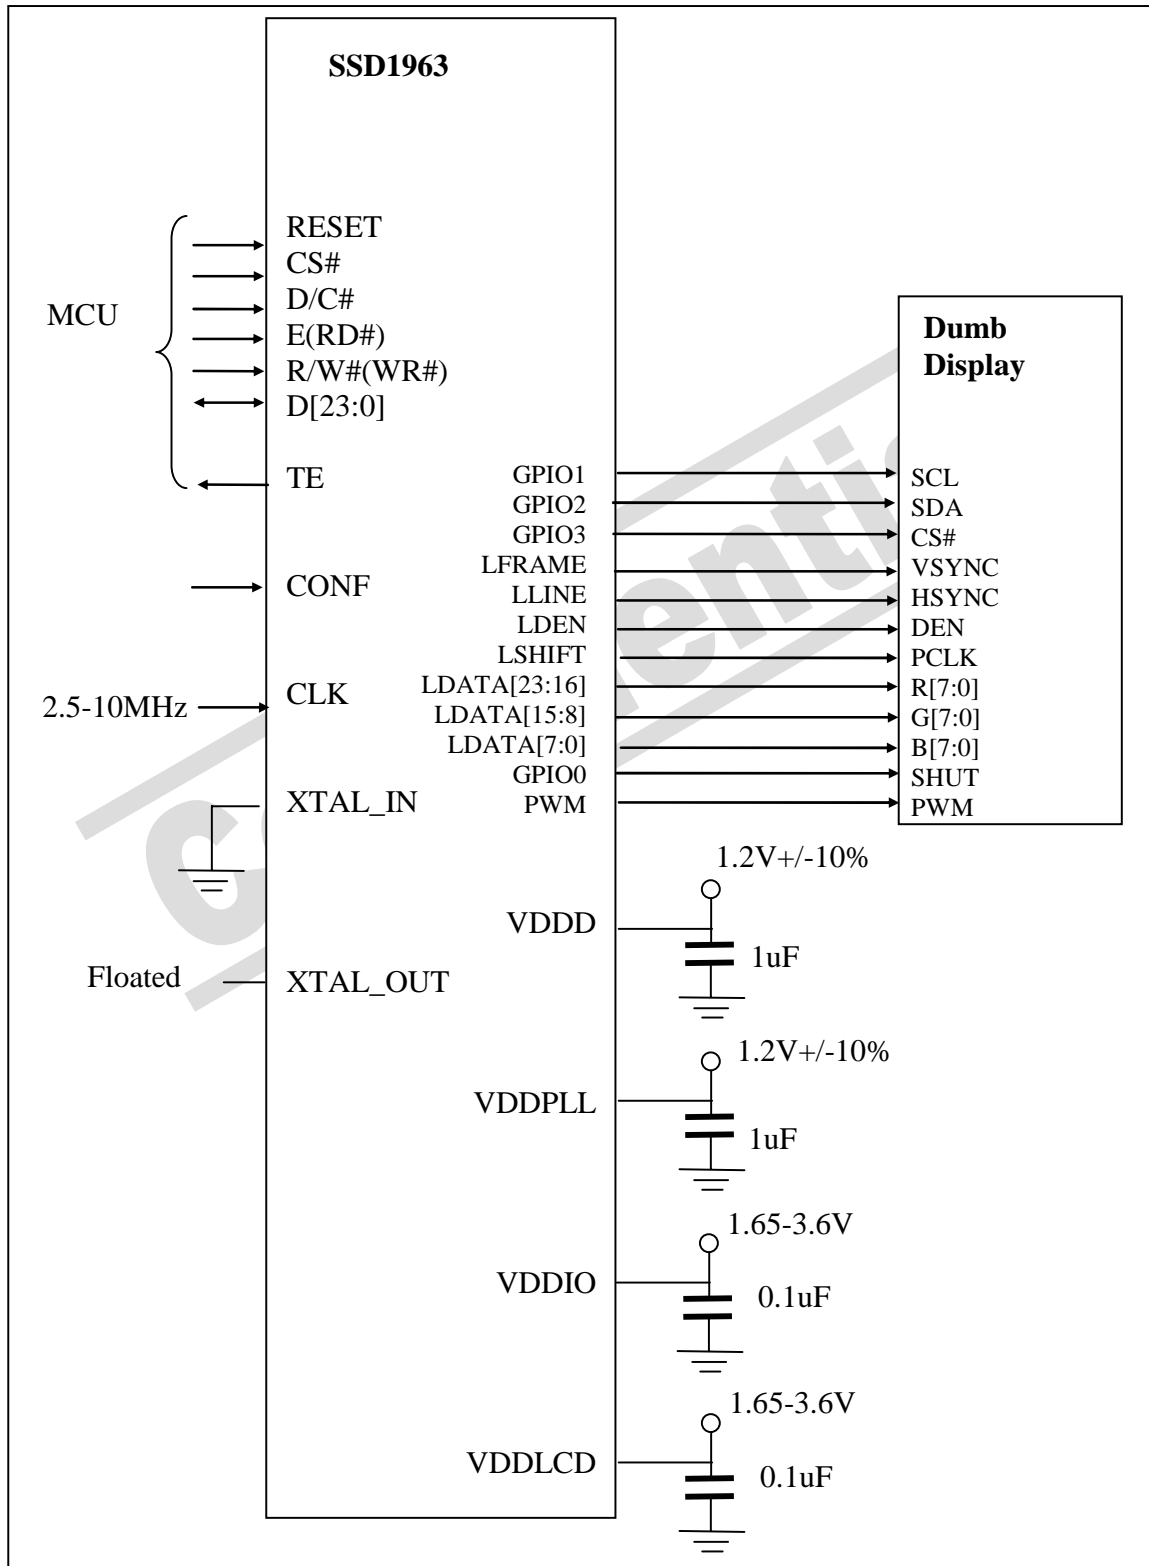 SSD1963
RESET
CS#
D/C#
E(RD#)
R/W#(WR#)
D[23:0]
MCU
TE
CONF
2.5-10MHz
CLK
XTAL_IN
Floated
XTAL_OUT
GPIO1
GPIO2
GPIO3
LFRAME
LLINE
LDEN
LSHIFT
LDATA[23:16]
LDATA[15:8]
LDATA[7:0]
GPIO0
PWM
Dumb
Display
SCL
SDA
CS#
VSYNC
HSYNC
DEN
PCLK
R[7:0]
G[7:0]
B[7:0]
SHUT
PWM
1.2V+/-10%
VDDD
1uF
1.2V+/-10%
VDDPLL
1uF
1.65-3.6V
VDDIO
0.1uF
1.65-3.6V
VDDLCD
0.1uF